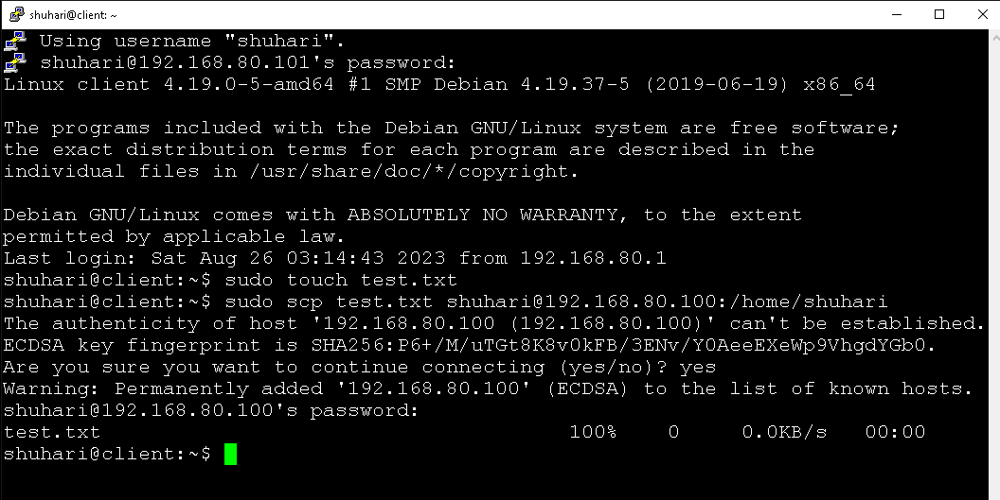 shuhari@client: ~
Using username "shuhari".
shuhari@192.168.80.101's password:
Linux client 4.19.0-5-amd64 #1 SMP Debian 4.19.37-5 (2019-06-19) x86_64
The programs included with the Debian GNU/Linux system are free software;
the exact distribution terms for each program are described in the
individual files in /usr/share/doc/*/copyright.
Debian GNU/Linux comes with ABSOLUTELY NO WARRANTY, to the extent
permitted by applicable law.
Last login: Sat Aug 26 03:14:43 2023 from 192.168.80.1
shuhari@client:~$ sudo touch test.txt
shuhari@client:~$ sudo scp test.txt shuhari@192.168.80.100:/home/shuhari
The authenticity of host '192.168.80.100 (192.168.80.100)' can't be established.
ECDSA key fingerprint is SHA256:P6+/M/uTGt8K8v0kFB/3ENv/Y0AeeEXeWp9VhgdYGb0.
Are you sure you want to continue connecting (yes/no)? yes
Warning: Permanently added '192.168.80.100' (ECDSA) to the list of known hosts.
shuhari@192.168.80.100's password:
test.txt 100% 0 0.0KB/s 00:00
shuhari@client:~$